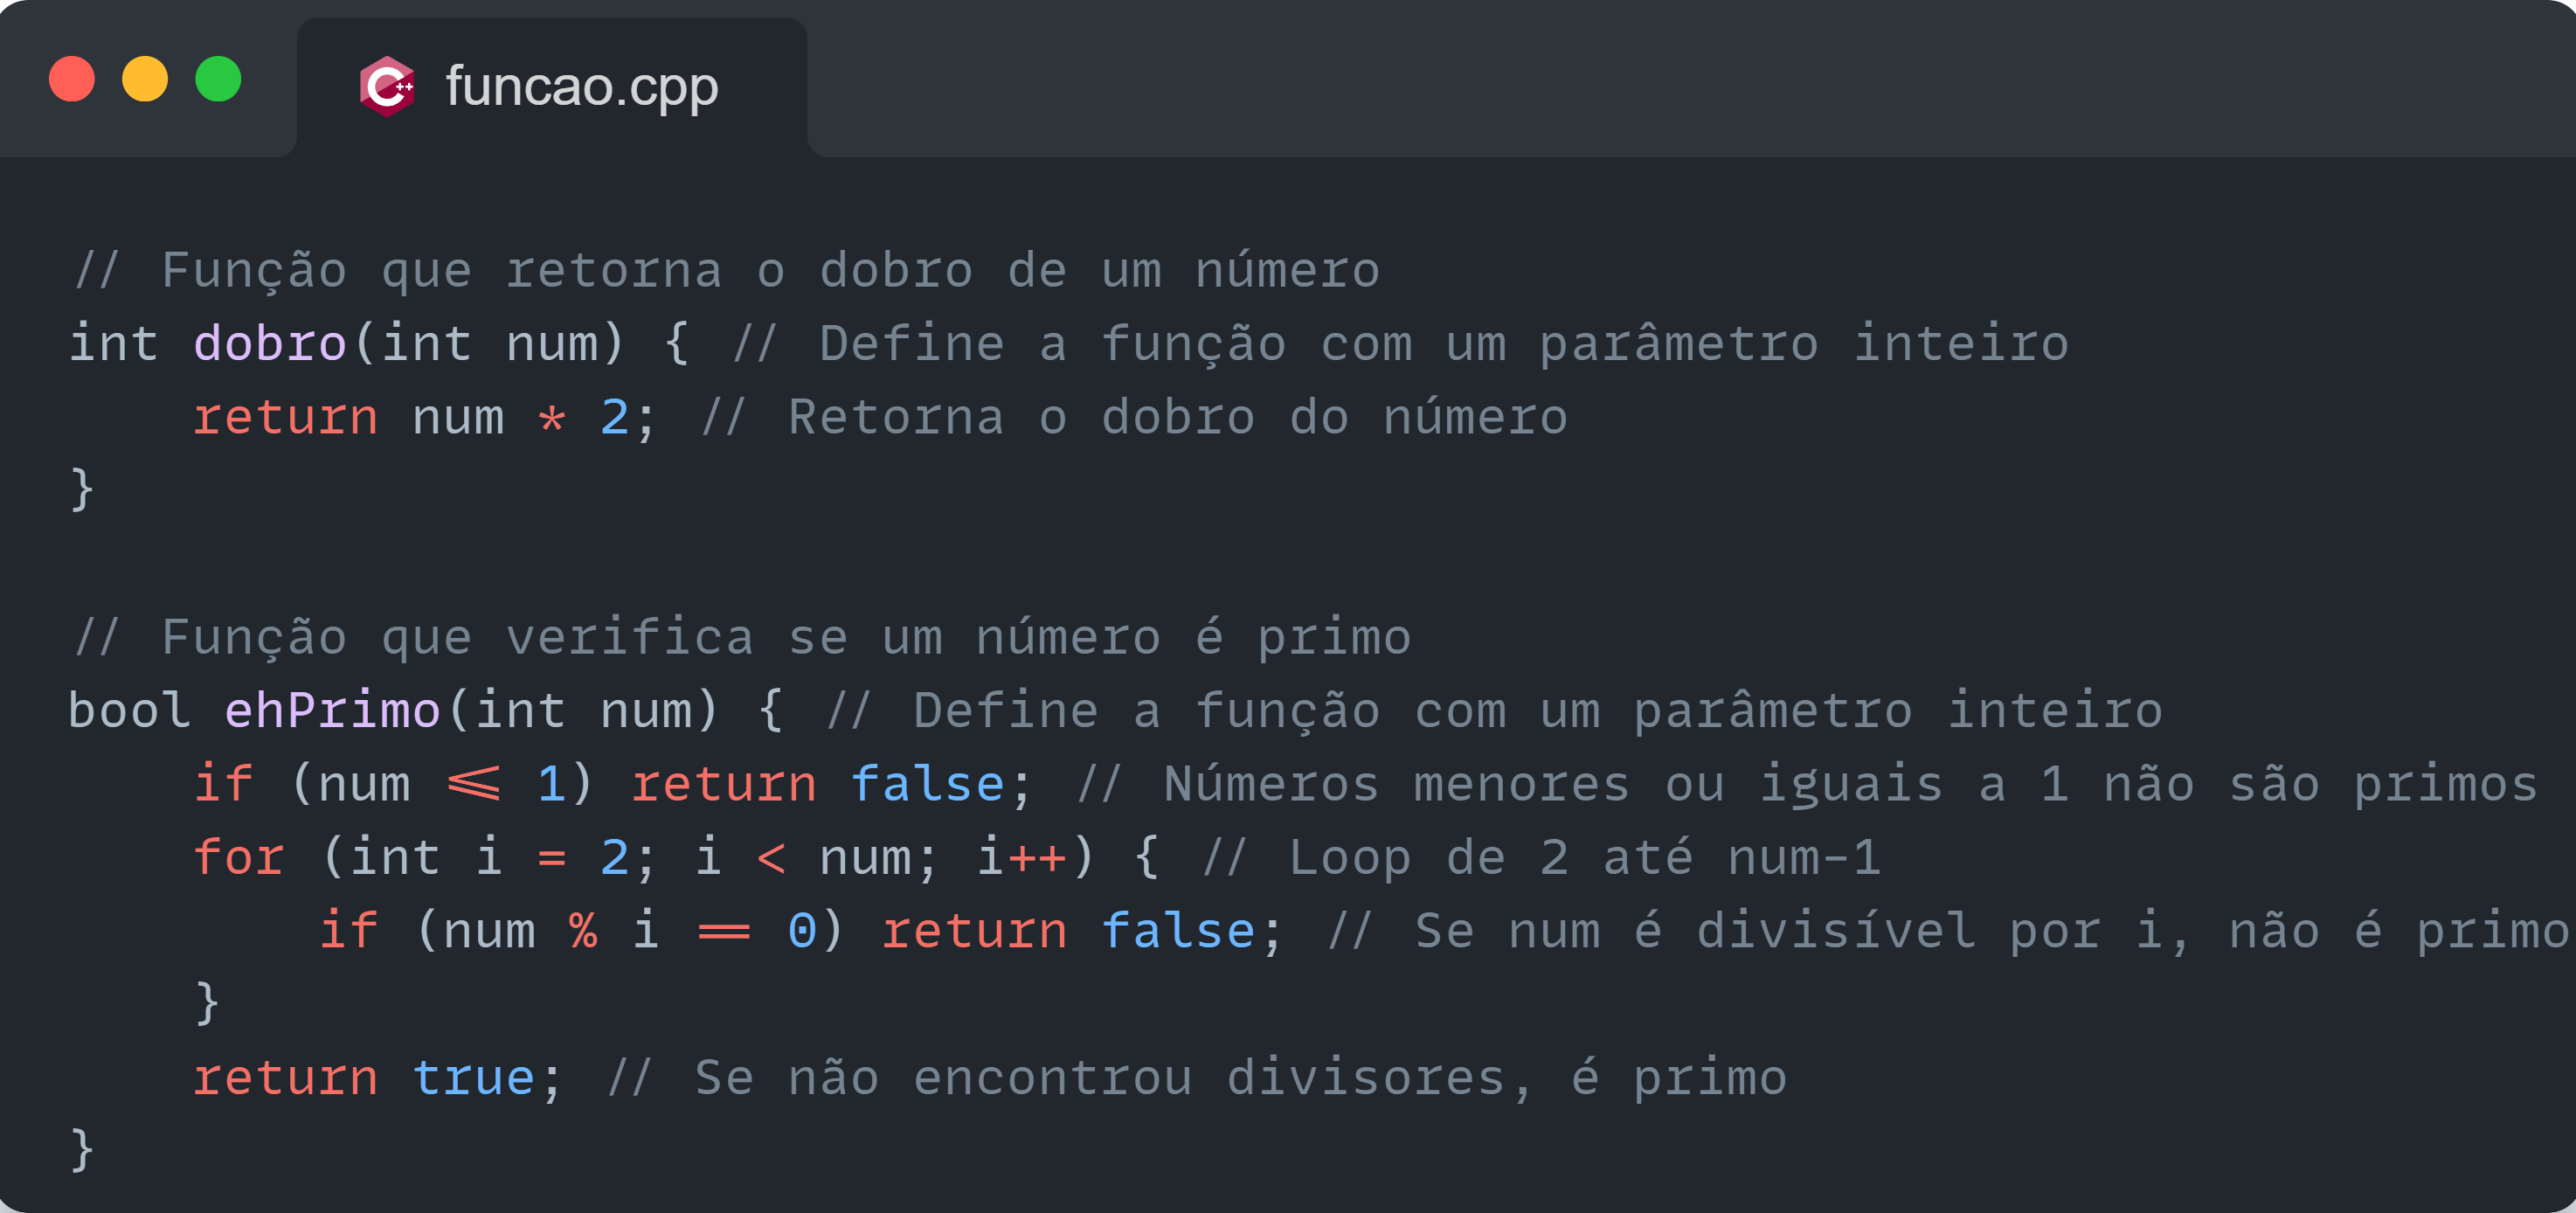 funcao.cpp
// Função que retorna o dobro de um número
int dobro(int num) { // Define a função com um parâmetro inteiro
    return num * 2; // Retorna o dobro do número
}
// Função que verifica se um número é primo
bool ehPrimo(int num) { // Define a função com um parâmetro inteiro
    if (num <= 1) return false; // Números menores ou iguais a 1 não são primos
    for (int i = 2; i < num; i++) { // Loop de 2 até num-1
        if (num % i == 0) return false; // Se num é divisível por i, não é primo
    }
    return true; // Se não encontrou divisores, é primo
}